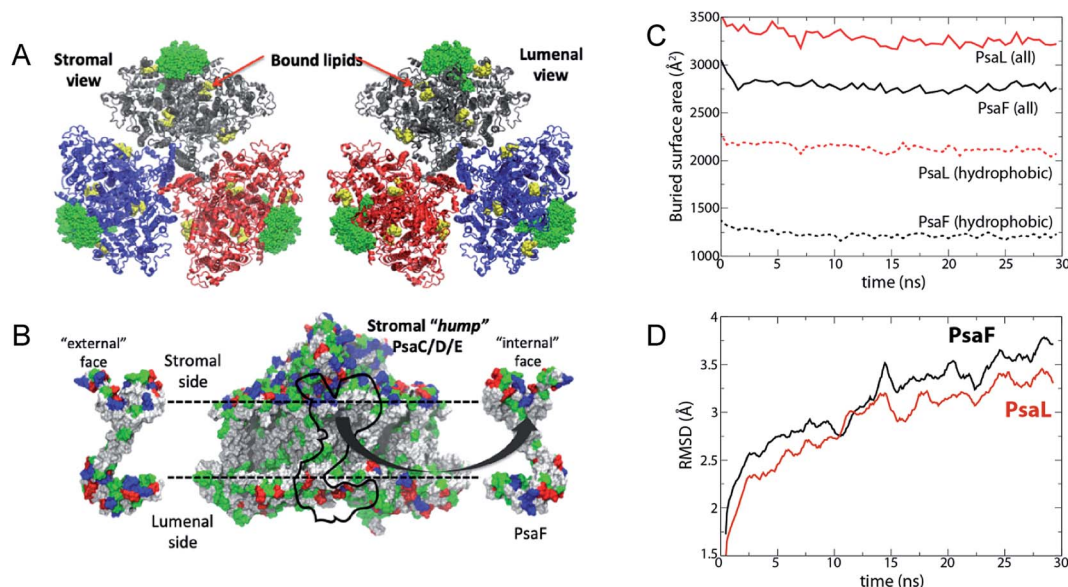 A
Stromal
view
Bound lipids
Lumenal
view
B
"external"
face
Stromal
side
Stromal "hump"
PsaC/D/E
"internal"
face
Lumenal
side
PsaF
C
Buried surface area (Å²)
3500
3000
2500
2000
1500
1000
PsaL (all)
PsaF (all)
PsaL (hydrophobic)
PsaF (hydrophobic)
0 5 10 15 20 25 30
time (ns)
D
RMSD (Å)
4
3.5
3
2.5
2
1.5
PsaF
PsaL
0 5 10 15 20 25 30
time (ns)